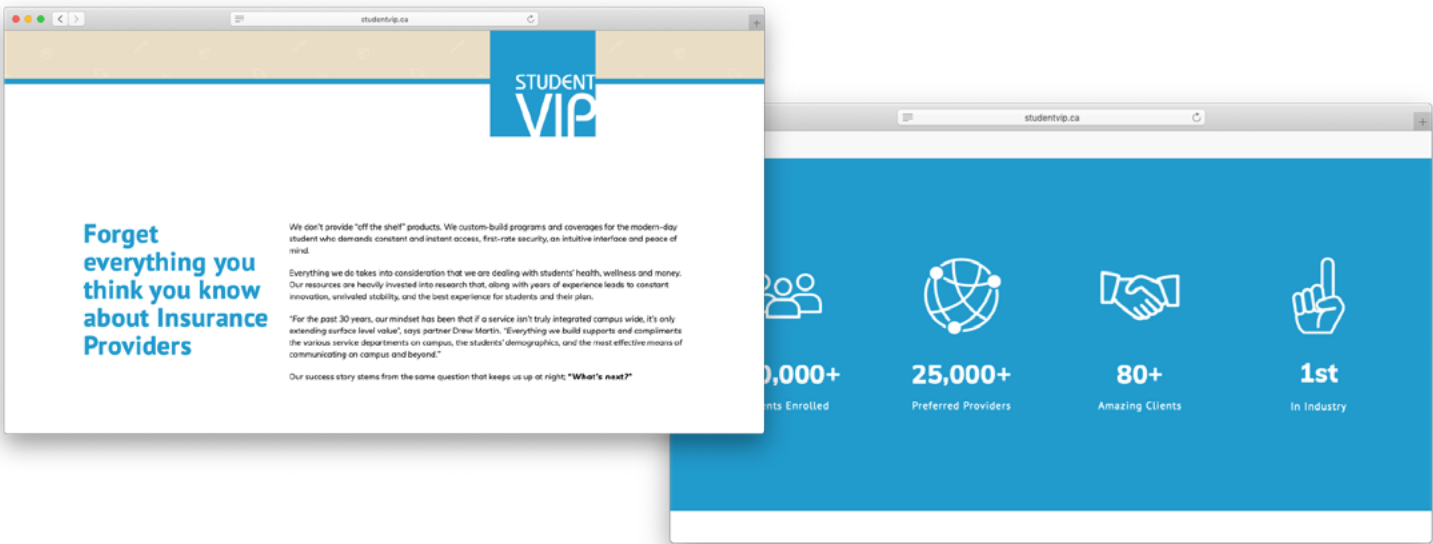 studentvip.ca
STUDENT
VIP
Forget
everything you
think you know
about Insurance
Providers
We don't provide "off the shelf" products. We custom-build programs and coverages for the modern-day
student who demands constant and instant access, first-rate security, an intuitive interface and peace of
mind.
Everything we do takes into consideration that we are dealing with students' health, wellness and money.
Our resources are heavily invested into research that, along with years of experience leads to constant
innovation, unrivaled stability, and the best experience for students and their plan.
"For the past 30 years, our mindset has been that if a service isn't truly integrated campus wide, it's only
extending surface level value", says partner Drew Martin. "Everything we build supports and compliments
the various service departments on campus, the students' demographics, and the most effective means of
communicating on campus and beyond."
Our success story stems from the same question that keeps us up at night; "What's next?"
studentvip.ca
0,000+
25,000+
80+
1st
nts Enrolled
Preferred Providers
Amazing Clients
In Industry